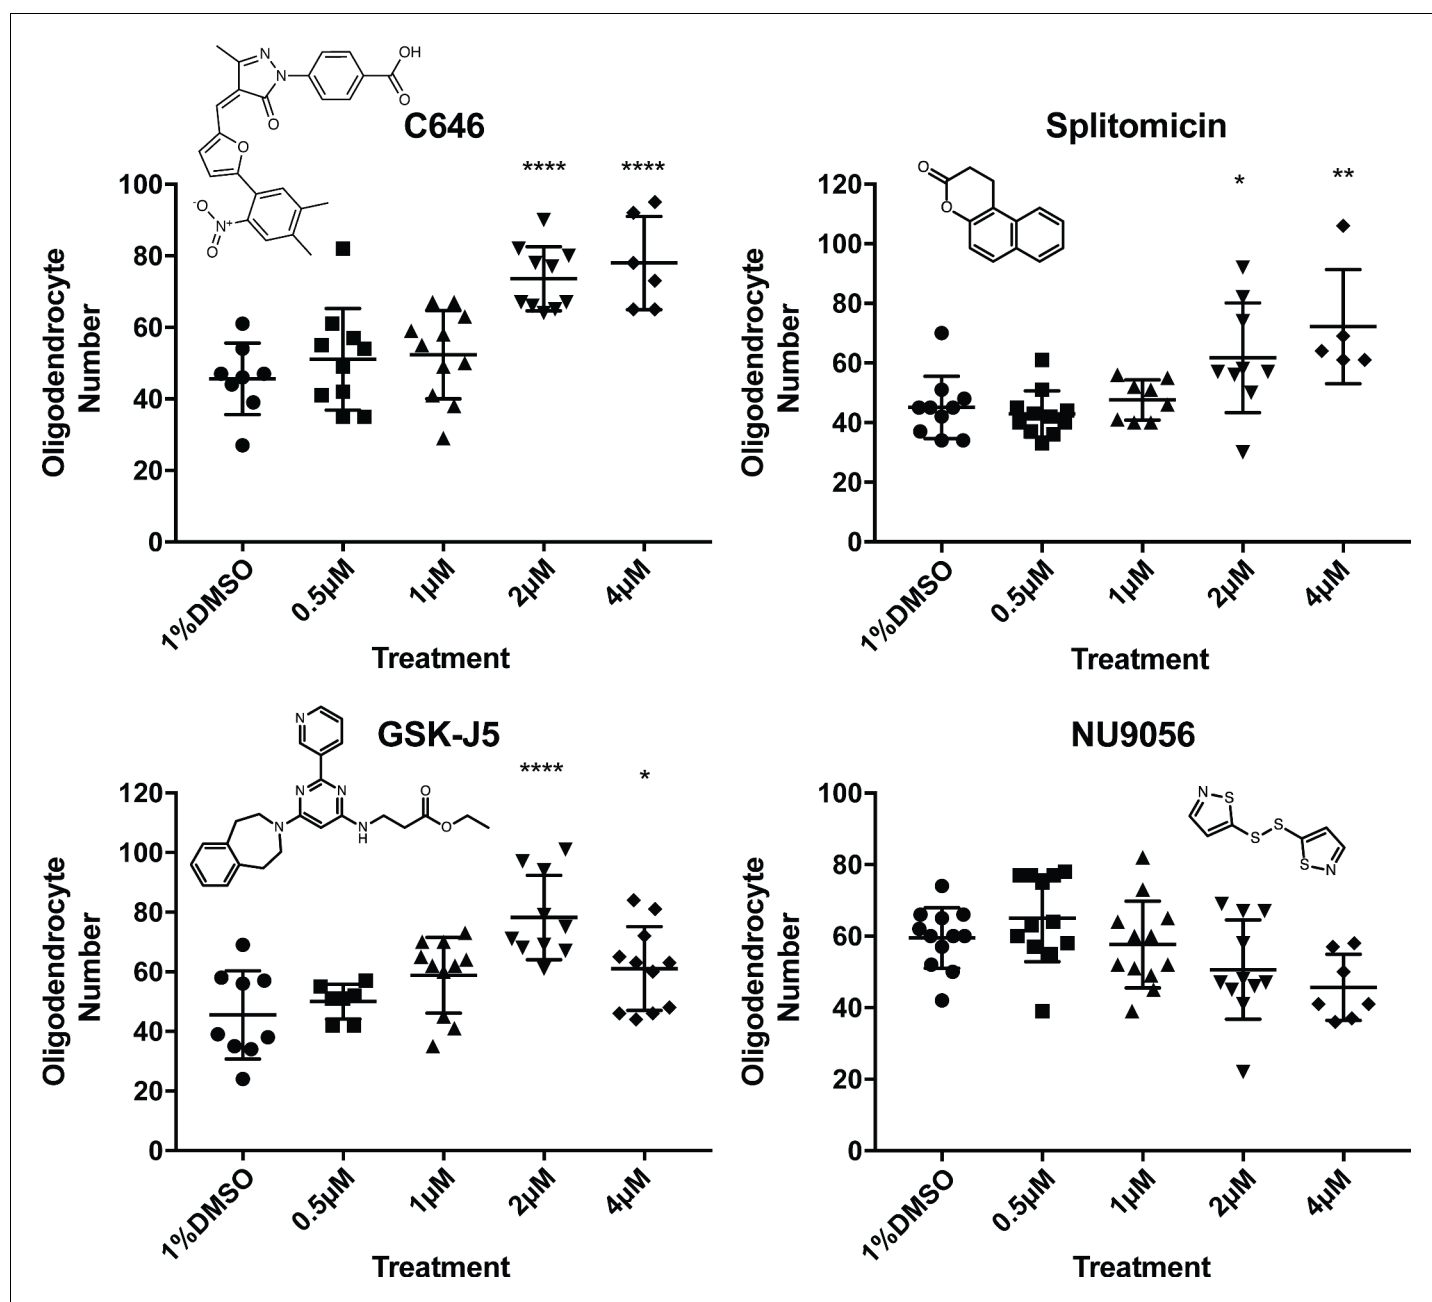 C646
OH
O
N
N
O
O
-O
N+
O
****
****
Oligodendrocyte
Number
100
80
60
40
20
0
1%DMSO
0.5μM
1μM
2μM
4μM
Treatment
Splitomicin
O
O
*
**
Oligodendrocyte
Number
120
100
80
60
40
20
0
1%DMSO
0.5μM
1μM
2μM
4μM
Treatment
GSK-J5
N
N
N
N
N
H
O
O
****
*
Oligodendrocyte
Number
120
100
80
60
40
20
0
1%DMSO
0.5μM
1μM
2μM
4μM
Treatment
NU9056
N
S
S
S
S
N
Oligodendrocyte
Number
100
80
60
40
20
0
1%DMSO
0.5μM
1μM
2μM
4μM
Treatment